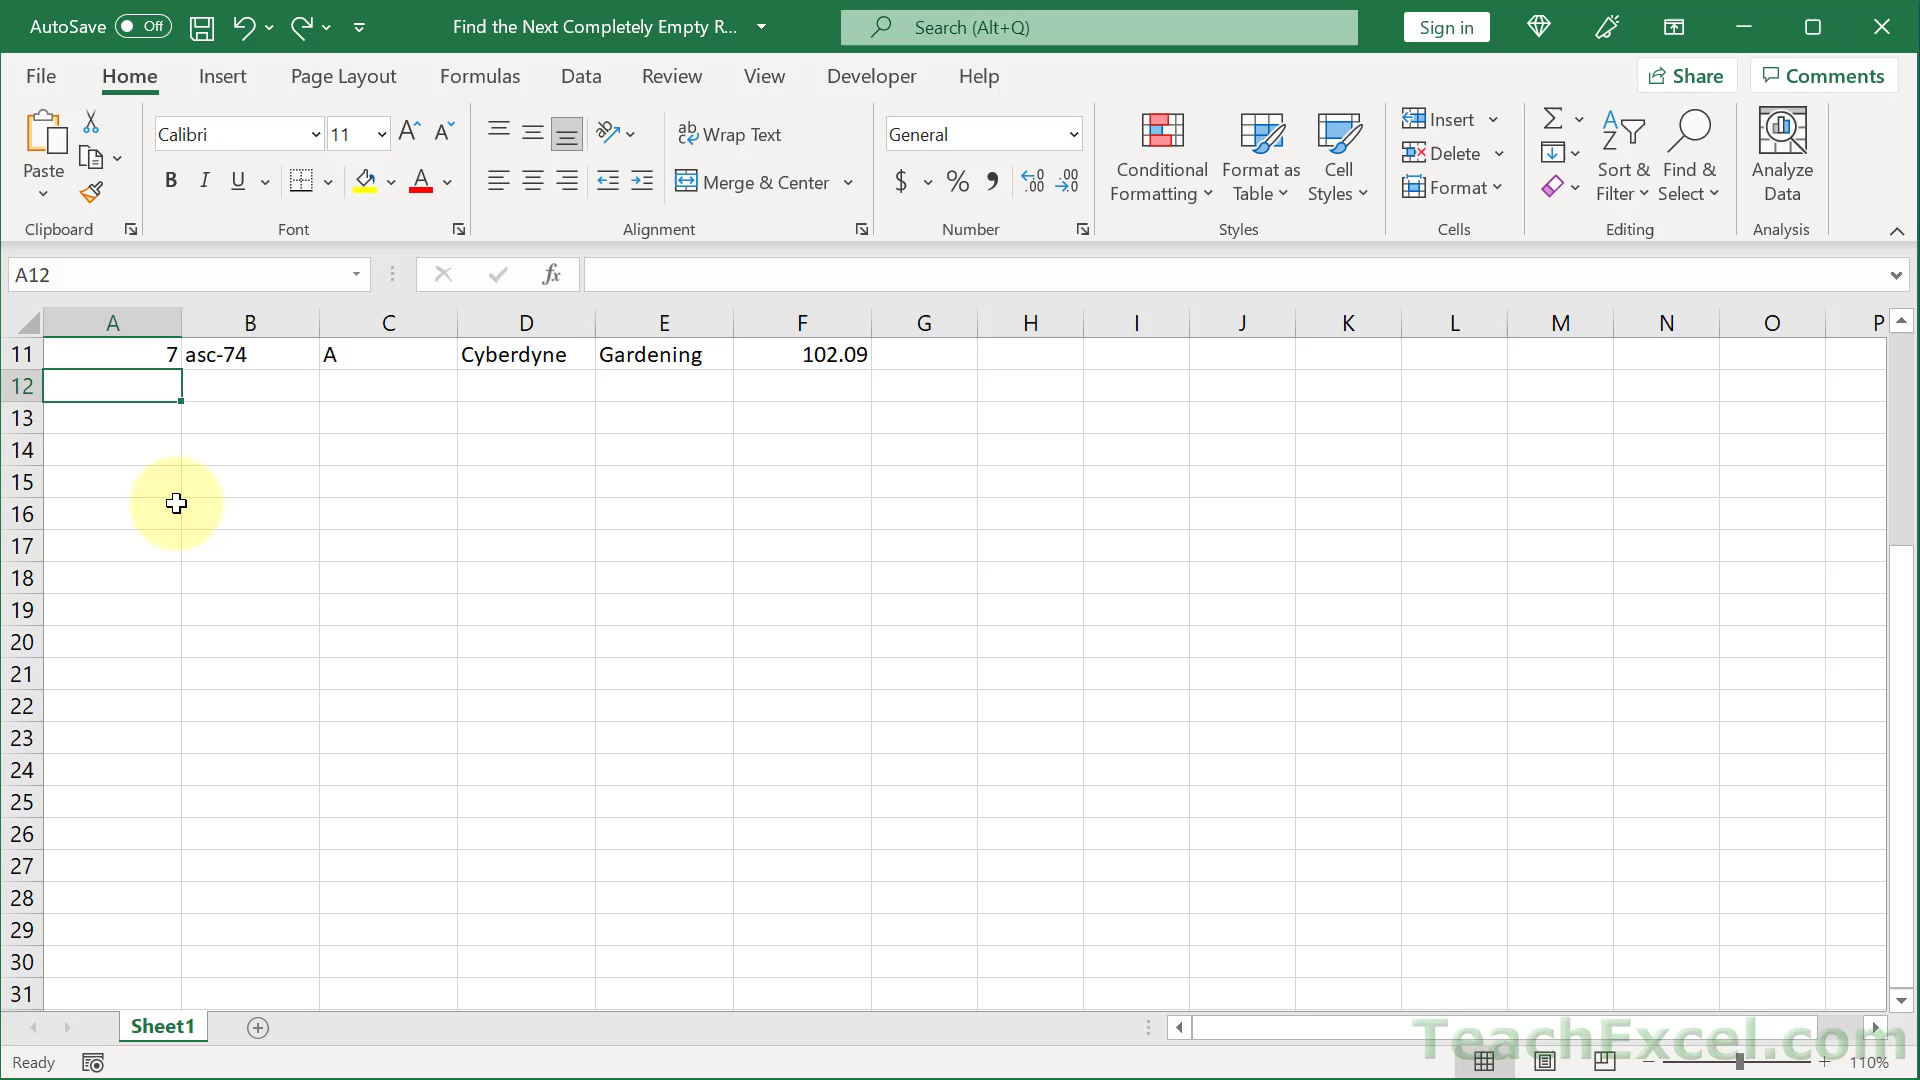 AutoSave Off Find the Next Completely Empty R... Search (Alt+Q) Sign in
File Home Insert Page Layout Formulas Data Review View Developer Help Share Comments
Paste
Clipboard
Calibri 11
B I U A
Font
ab Wrap Text
Merge & Center
Alignment
General
$ % 9 .00 .0
Number
Conditional Formatting
Format as Table
Cell Styles
Styles
Insert
Delete
Format
Cells
Sort & Filter
Find & Select
Editing
Analyze Data
Analysis
A12 fx
A B C D E F G H I J K L M N O P
11 7 asc-74 A Cyberdyne Gardening 102.09
12
13
14
15
16
17
18
19
20
21
22
23
24
25
26
27
28
29
30
31
Sheet1
TeachExcel.com
Ready 110%